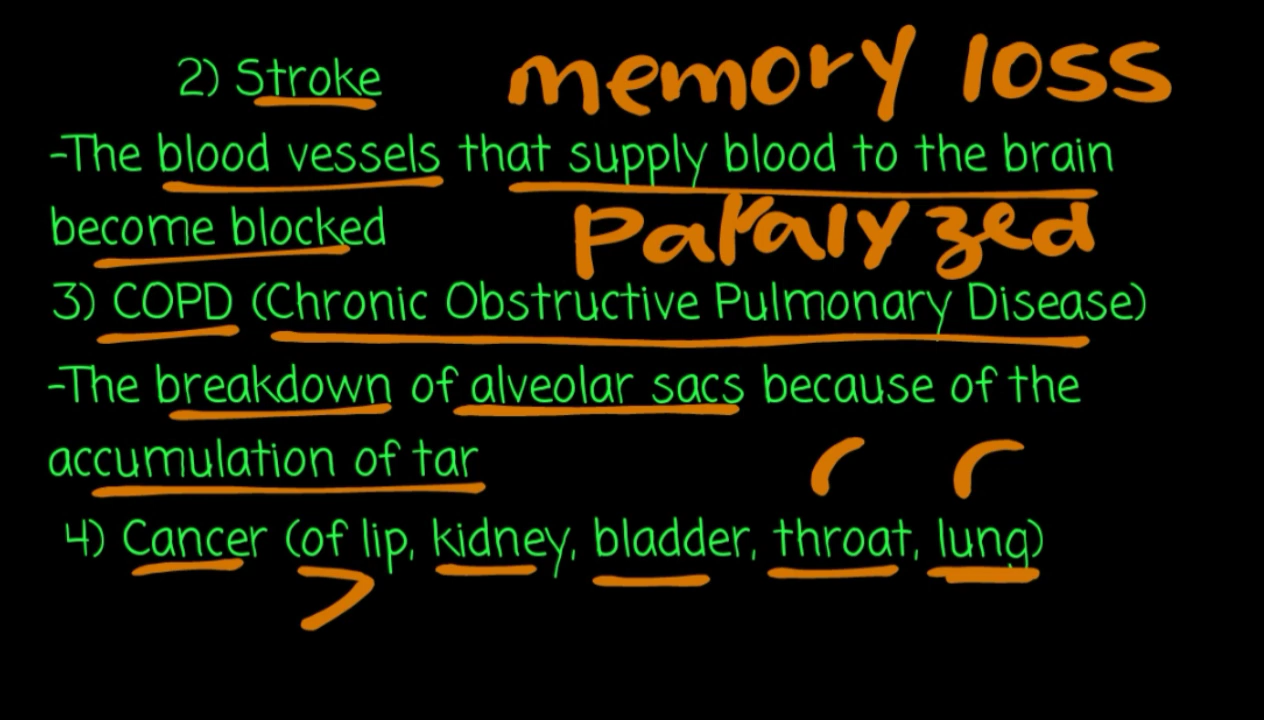 2) Stroke memory loss
-The blood vessels that supply blood to the brain
become blocked paralyzed
3) COPD (Chronic Obstructive Pulmonary Disease)
-The breakdown of alveolar sacs because of the
accumulation of tar
4) Cancer (of lip, kidney, bladder, throat, lung)